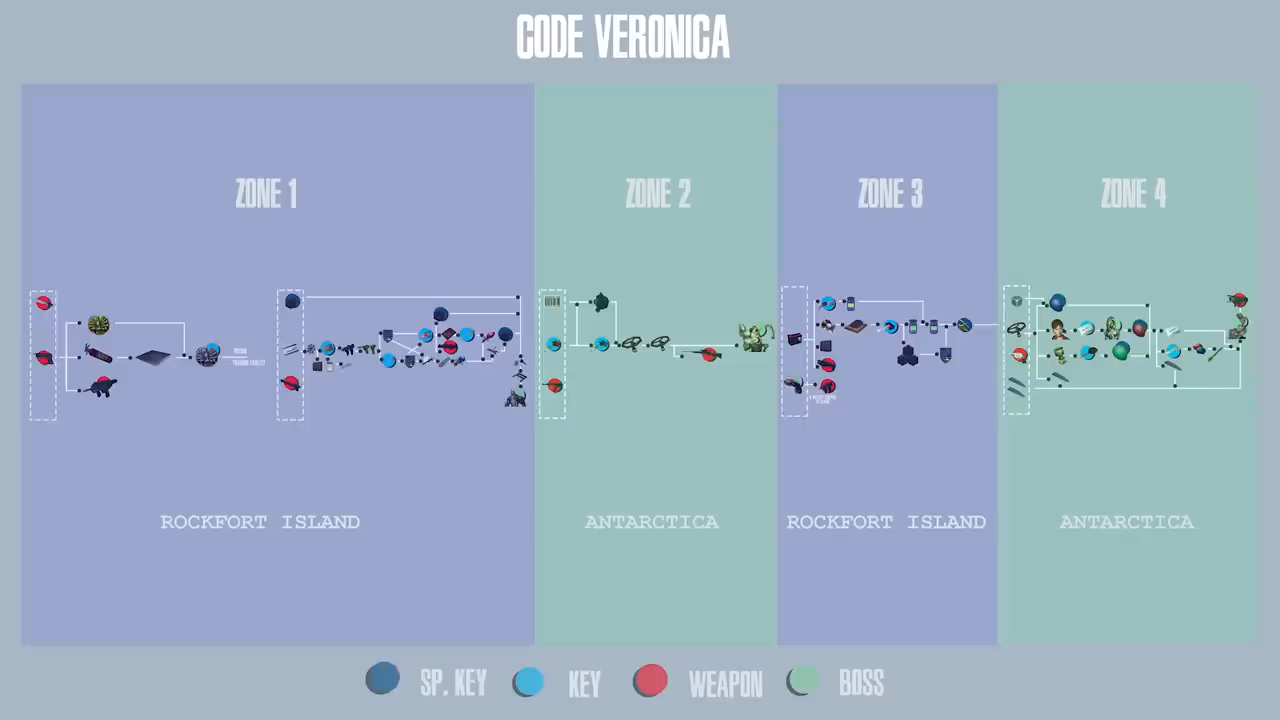 CODE VERONICA
ZONE 1
ZONE 2
ZONE 3
ZONE 4
ROCKFORT ISLAND
ANTARCTICA
ROCKFORT ISLAND
ANTARCTICA
SP. KEY
KEY
WEAPON
BOSS